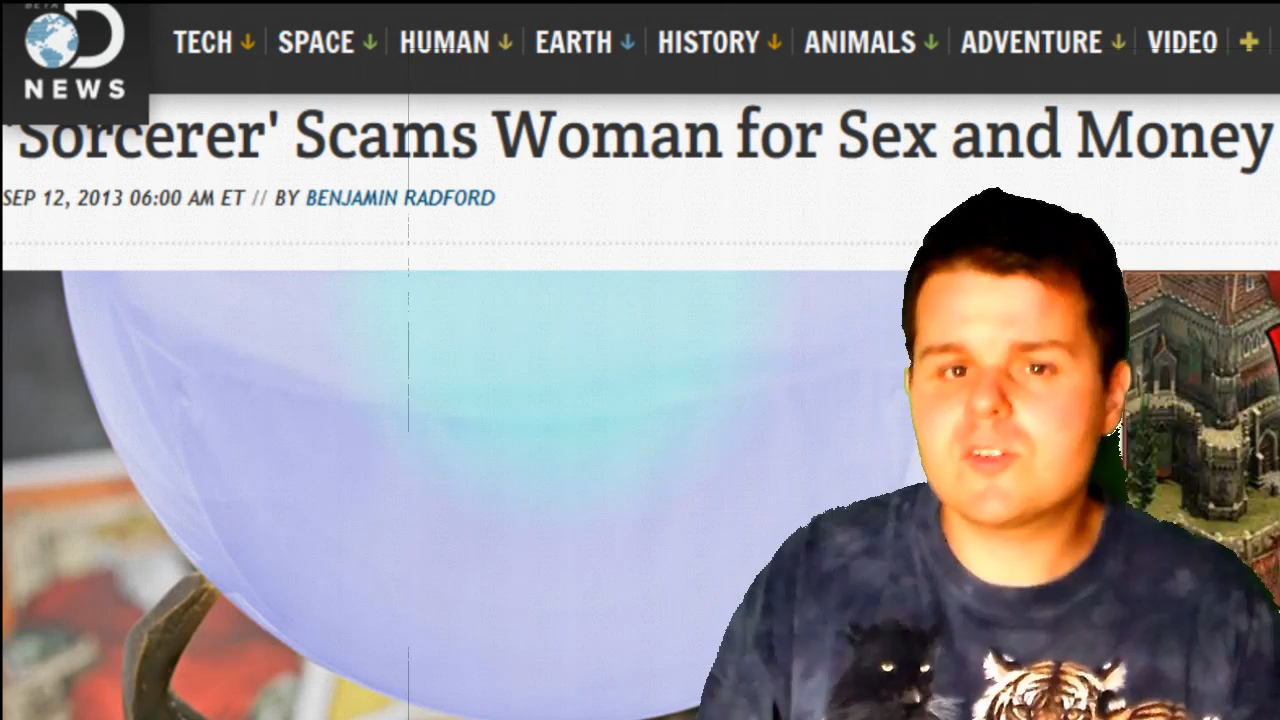 BETA
NEWS
TECH SPACE HUMAN EARTH HISTORY ANIMALS ADVENTURE VIDEO +
'Sorcerer' Scams Woman for Sex and Money
SEP 12, 2013 06:00 AM ET // BY BENJAMIN RADFORD